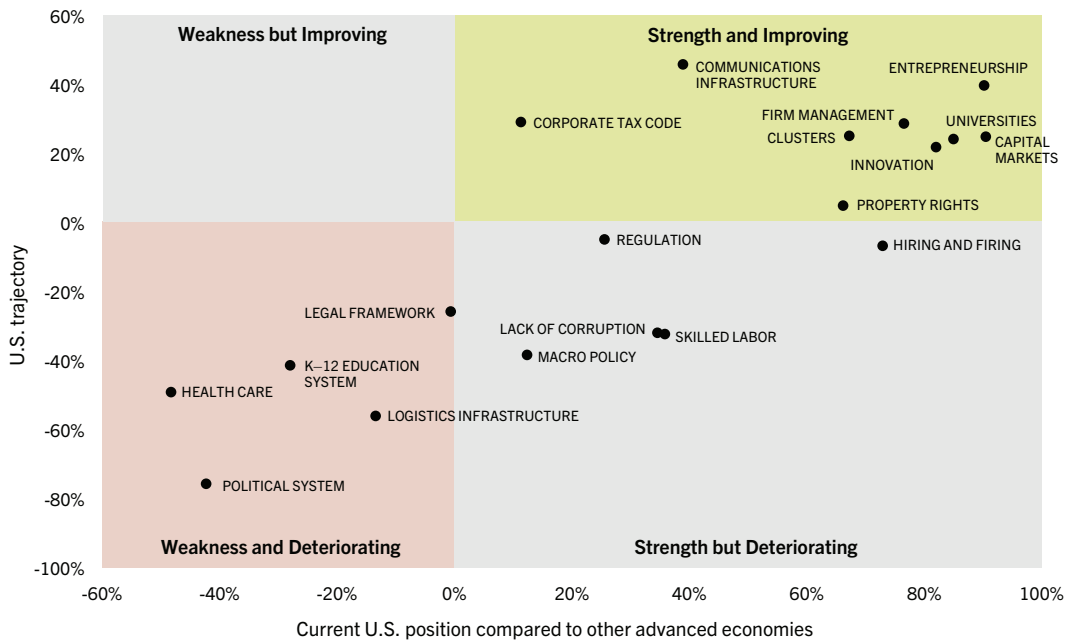 60%
Weakness but Improving
Strength and Improving
COMMUNICATIONS
INFRASTRUCTURE
ENTREPRENEURSHIP
40%
CORPORATE TAX CODE
FIRM MANAGEMENT
UNIVERSITIES
CLUSTERS
CAPITAL
MARKETS
INNOVATION
20%
PROPERTY RIGHTS
0%
REGULATION
HIRING AND FIRING
-20%
LEGAL FRAMEWORK
LACK OF CORRUPTION
SKILLED LABOR
MACRO POLICY
-40%
K–12 EDUCATION
SYSTEM
HEALTH CARE
LOGISTICS INFRASTRUCTURE
-60%
POLITICAL SYSTEM
-80%
Weakness and Deteriorating
Strength but Deteriorating
-100%
U.S. trajectory
-60%
-40%
-20%
0%
20%
40%
60%
80%
100%
Current U.S. position compared to other advanced economies